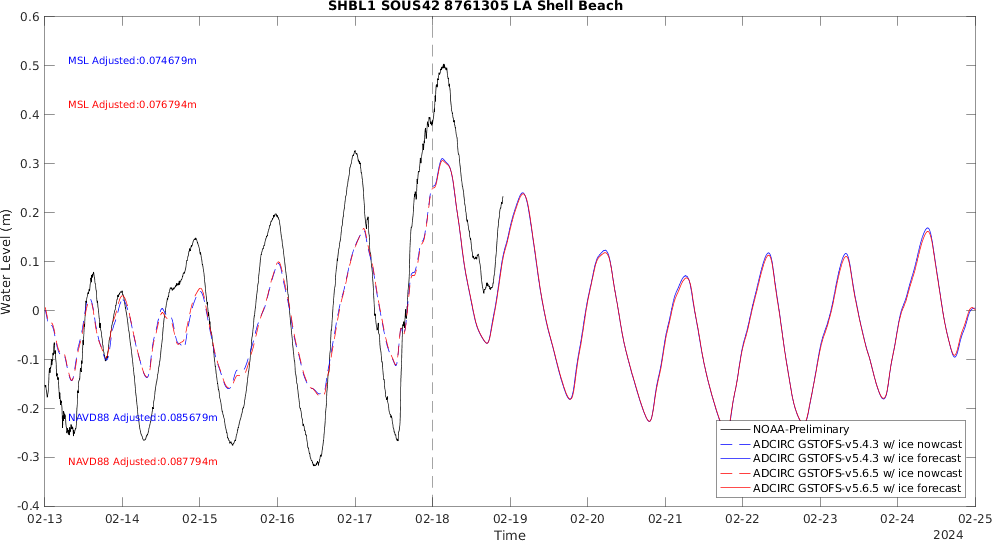 SHBL1 SOUS42 8761305 LA Shell Beach
0.6
0.5
0.4
0.3
0.2
0.1
0
-0.1
-0.2
-0.3
-0.4
Water Level (m)
MSL Adjusted:0.074679m
MSL Adjusted:0.076794m
NAVD88 Adjusted:0.085679m
NAVD88 Adjusted:0.087794m
NOAA-Preliminary
ADCIRC GSTOFS-v5.4.3 w/ ice nowcast
ADCIRC GSTOFS-v5.4.3 w/ ice forecast
ADCIRC GSTOFS-v5.6.5 w/ ice nowcast
ADCIRC GSTOFS-v5.6.5 w/ ice forecast
02-13 02-14 02-15 02-16 02-17 02-18 02-19 02-20 02-21 02-22 02-23 02-24 02-25
Time
2024